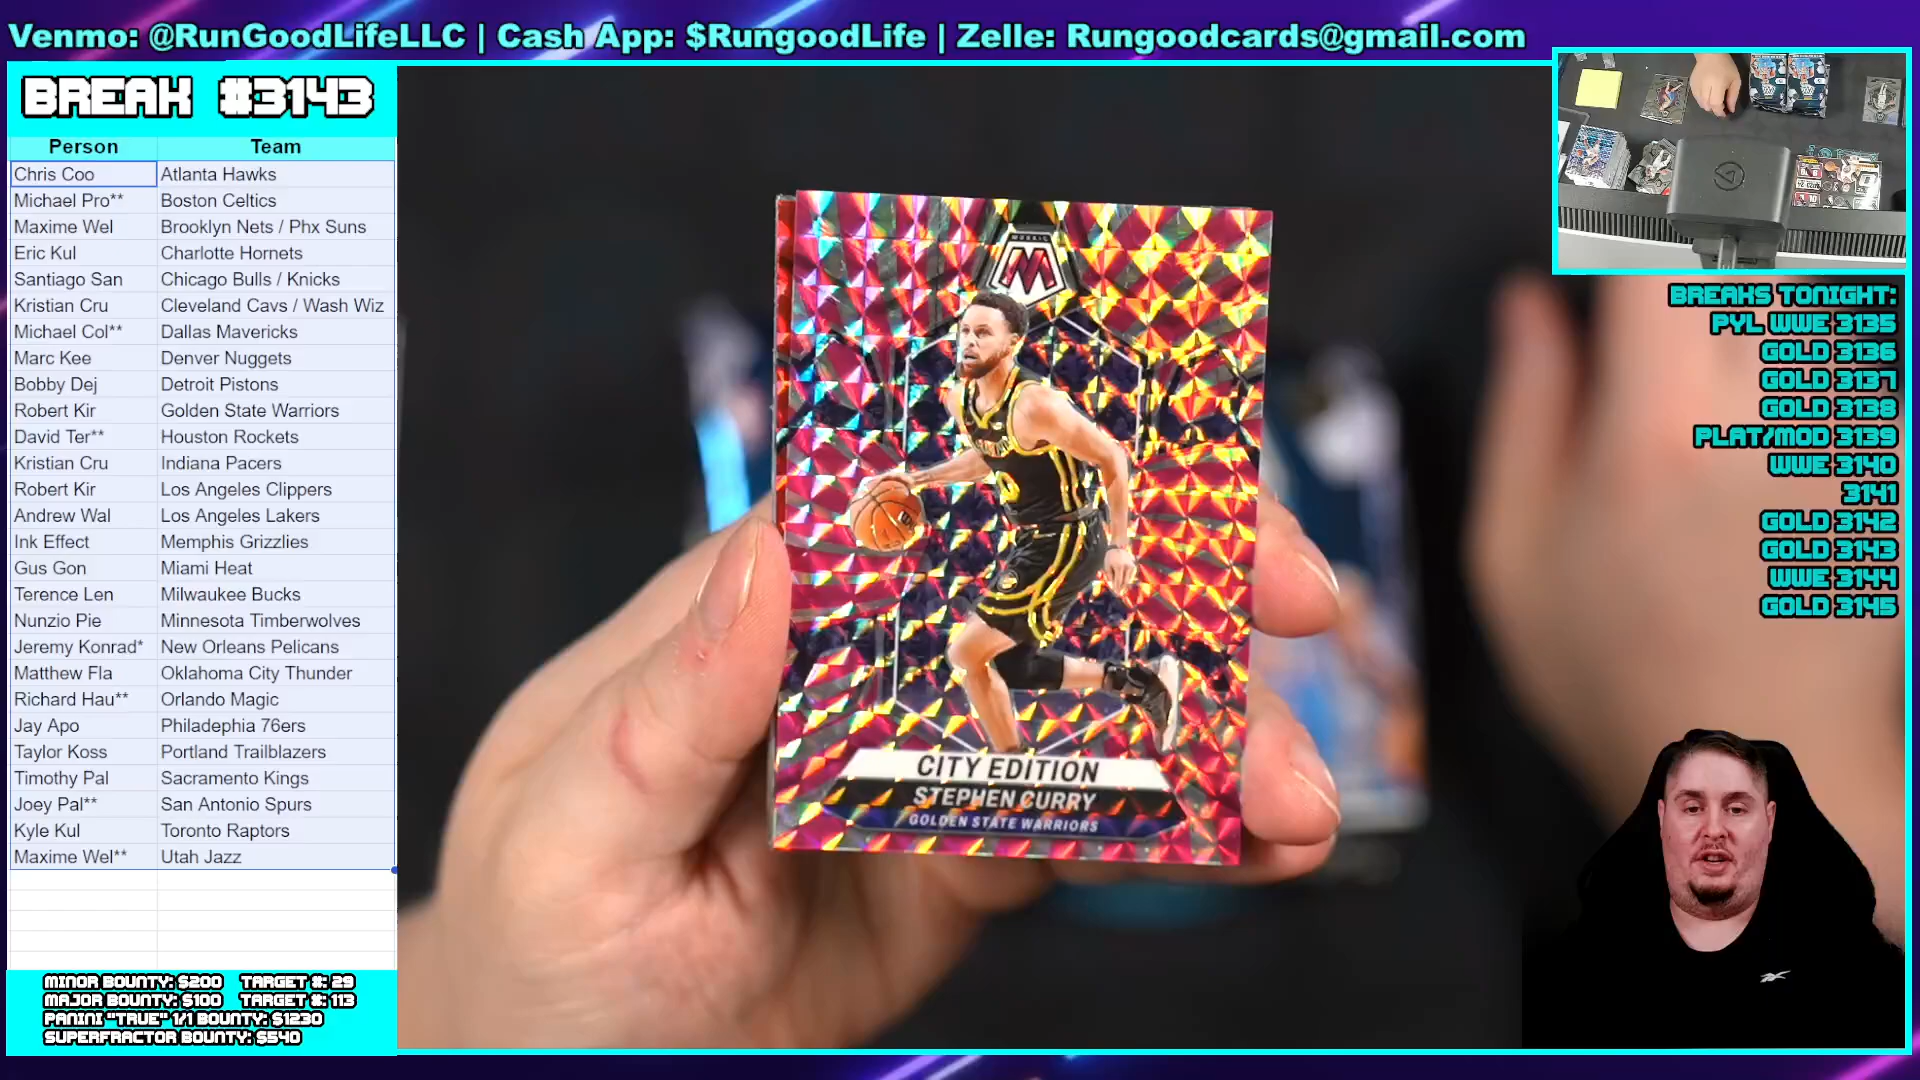 Venmo: @RunGoodLifeLLC | Cash App: $RungoodLife | Zelle: Rungoodcards@gmail.com
BREAK #3143
Person Team
Chris Coo Atlanta Hawks
Michael Pro** Boston Celtics
Maxime Wel Brooklyn Nets / Phx Suns
Eric Kul Charlotte Hornets
Santiago San Chicago Bulls / Knicks
Kristian Cru Cleveland Cavs / Wash Wiz
Michael Col** Dallas Mavericks
Marc Kee Denver Nuggets
Bobby Dej Detroit Pistons
Robert Kir Golden State Warriors
David Ter** Houston Rockets
Kristian Cru Indiana Pacers
Robert Kir Los Angeles Clippers
Andrew Wal Los Angeles Lakers
Ink Effect Memphis Grizzlies
Gus Gon Miami Heat
Terence Len Milwaukee Bucks
Nunzio Pie Minnesota Timberwolves
Jeremy Konrad* New Orleans Pelicans
Matthew Fla Oklahoma City Thunder
Richard Hau** Orlando Magic
Jay Apo Philadephia 76ers
Taylor Koss Portland Trailblazers
Timothy Pal Sacramento Kings
Joey Pal** San Antonio Spurs
Kyle Kul Toronto Raptors
Maxime Wel** Utah Jazz
MINOR BOUNTY: $200 TARGET #: 29
MAJOR BOUNTY: $100 TARGET #: 113
PANINI "TRUE" 1/1 BOUNTY: $1230
SUPERFRACTOR BOUNTY: $540
MOSAIC
CITY EDITION
STEPHEN CURRY
GOLDEN STATE WARRIORS
BREAKS TONIGHT:
PYL WWE 3135
GOLD 3136
GOLD 3137
GOLD 3138
PLAT/MOD 3139
WWE 3140
3141
GOLD 3142
GOLD 3143
WWE 3144
GOLD 3145